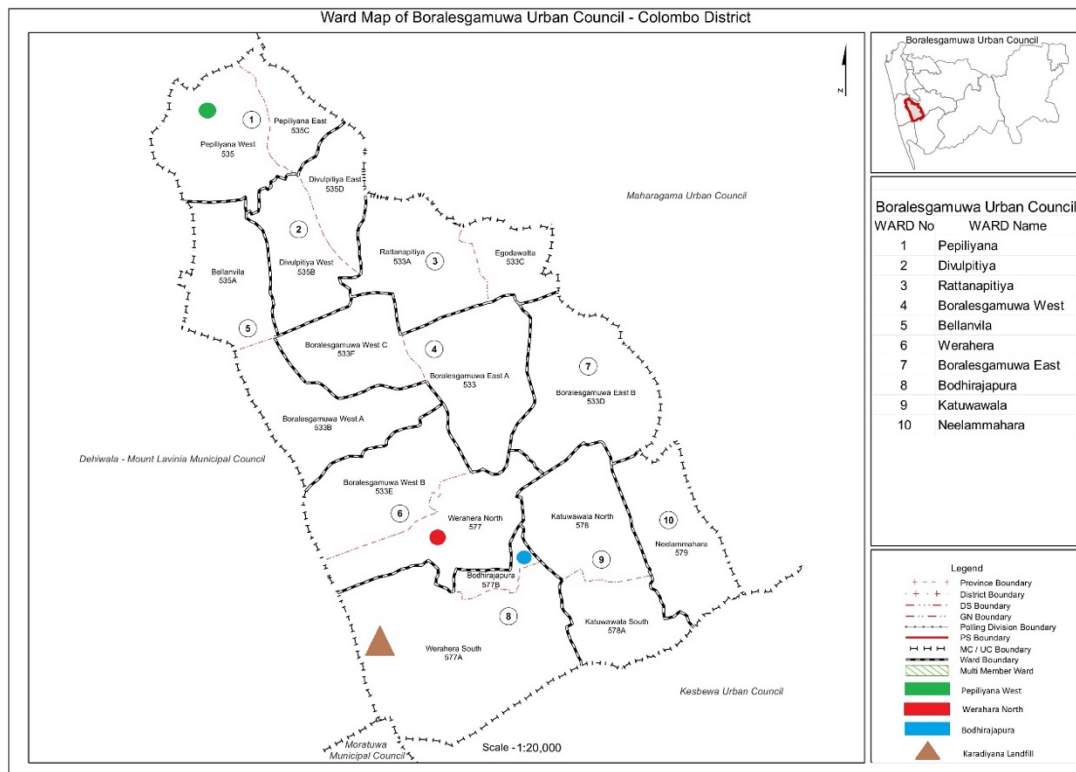 Ward Map of Boralesgamuwa Urban Council - Colombo District
Boralesgamuwa Urban Council
N
1
Pepiliyana East
535C
Pepiliyana West
535
Divulpitiya East
535D
Maharagama Urban Council
2
Divulpitiya West
535B
Rattanapitiya
533A
3
Egodawatta
533C
Bellanvila
535A
5
Boralesgamuwa West C
533F
4
Boralesgamuwa East A
533
7
Boralesgamuwa East B
533D
Boralesgamuwa West A
533B
Dehiwala - Mount Lavinia Municipal Council
Boralesgamuwa West B
533E
6
Werahera North
577
Katuwawala North
578
10
Neelammahara
579
9
Bodhirajapura
577B
8
Katuwawala South
578A
Werahera South
577A
Kesbewa Urban Council
Moratuwa
Municipal Council
Scale - 1:20,000
Boralesgamuwa Urban Council
WARD No WARD Name
1 Pepiliyana
2 Divulpitiya
3 Rattanapitiya
4 Boralesgamuwa West
5 Bellanvila
6 Werahera
7 Boralesgamuwa East
8 Bodhirajapura
9 Katuwawala
10 Neelammahara
Legend
Province Boundary
District Boundary
DS Boundary
GN Boundary
Polling Division Boundary
PS Boundary
MC / UC Boundary
Ward Boundary
Multi Member Ward
Pepiliyana West
Werahara North
Bodhirajapura
Karadiyana Landfill